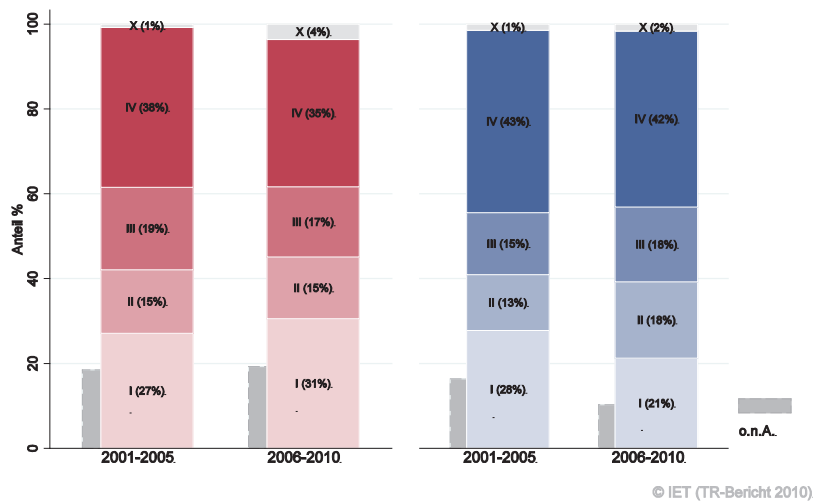 Anteil %
100
80
60
40
20
0
X (1%).
IV (38%).
III (19%).
II (15%).
I (27%).
2001-2005.
X (4%).
IV (35%).
III (17%).
II (15%).
I (31%).
2006-2010.
X (1%).
IV (43%).
III (15%).
II (13%).
I (28%).
2001-2005.
X (2%).
IV (42%).
III (18%).
II (18%).
I (21%).
2006-2010.
o.n.A..
© IET (TR-Bericht 2010)